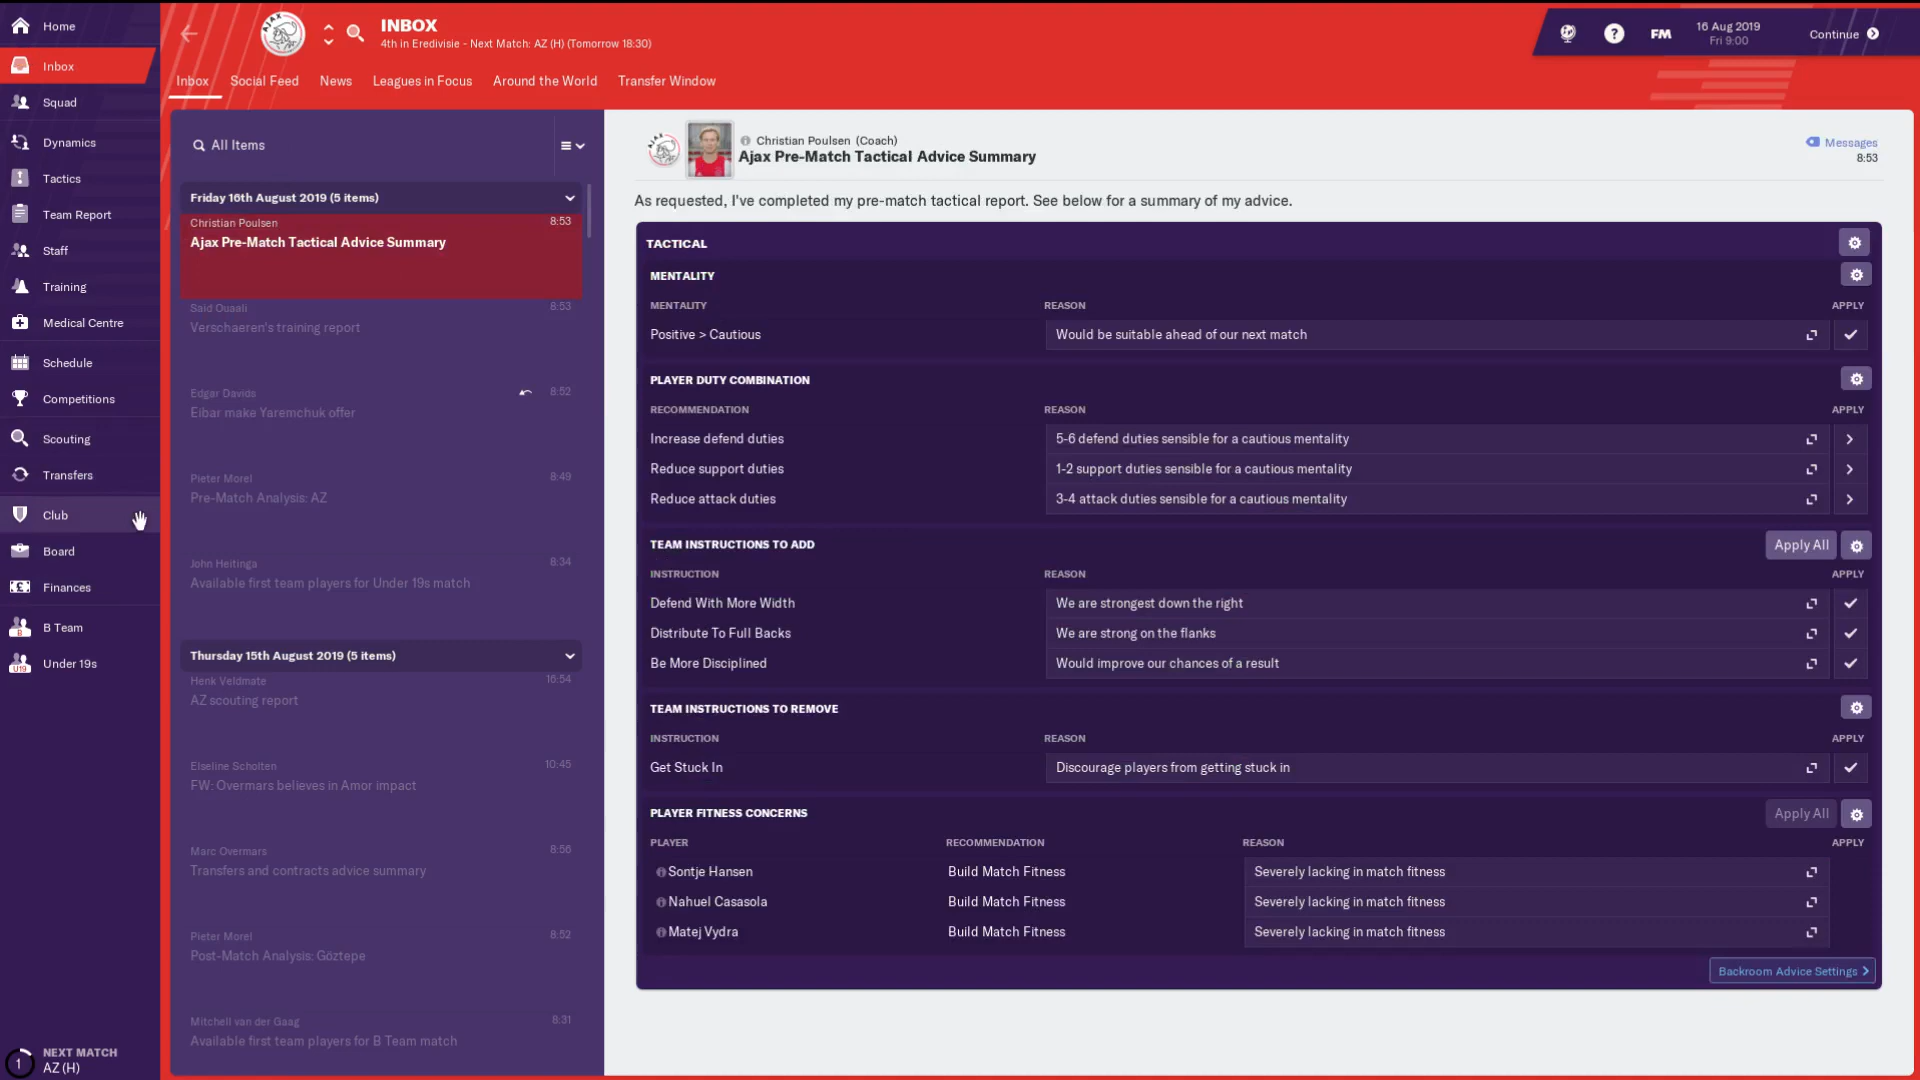 Home
Inbox
Squad
Dynamics
Tactics
Team Report
Staff
Training
Medical Centre
Schedule
Competitions
Scouting
Transfers
Club
Board
Finances
B Team
U19
Under 19s
1
NEXT MATCH
AZ (H)
AJAX
INBOX
4th in Eredivisie - Next Match: AZ (H) (Tomorrow 18:30)
? FM
16 Aug 2019
Fri 9:00
Continue
Inbox Social Feed News Leagues in Focus Around the World Transfer Window
All Items
Friday 16th August 2019 (5 items)
Christian Poulsen 8:53
Ajax Pre-Match Tactical Advice Summary
Said Ouaali 8:53
Verschaeren's training report
Edgar Davids 8:52
Eibar make Yaremchuk offer
Pieter Morel 8:49
Pre-Match Analysis: AZ
John Heitinga 8:34
Available first team players for Under 19s match
Thursday 15th August 2019 (5 items)
Henk Veldmate 16:54
AZ scouting report
Elseline Scholten 10:45
FW: Overmars believes in Amor impact
Marc Overmars 8:56
Transfers and contracts advice summary
Pieter Morel 8:52
Post-Match Analysis: Göztepe
Mitchell van der Gaag 8:31
Available first team players for B Team match
Christian Poulsen (Coach)
Ajax Pre-Match Tactical Advice Summary
Messages
8:53
As requested, I've completed my pre-match tactical report. See below for a summary of my advice.
TACTICAL
MENTALITY
MENTALITY REASON APPLY
Positive > Cautious Would be suitable ahead of our next match
PLAYER DUTY COMBINATION
RECOMMENDATION REASON APPLY
Increase defend duties 5-6 defend duties sensible for a cautious mentality
Reduce support duties 1-2 support duties sensible for a cautious mentality
Reduce attack duties 3-4 attack duties sensible for a cautious mentality
TEAM INSTRUCTIONS TO ADD Apply All
INSTRUCTION REASON APPLY
Defend With More Width We are strongest down the right
Distribute To Full Backs We are strong on the flanks
Be More Disciplined Would improve our chances of a result
TEAM INSTRUCTIONS TO REMOVE
INSTRUCTION REASON APPLY
Get Stuck In Discourage players from getting stuck in
PLAYER FITNESS CONCERNS Apply All
PLAYER RECOMMENDATION REASON APPLY
Sontje Hansen Build Match Fitness Severely lacking in match fitness
Nahuel Casasola Build Match Fitness Severely lacking in match fitness
Matej Vydra Build Match Fitness Severely lacking in match fitness
Backroom Advice Settings